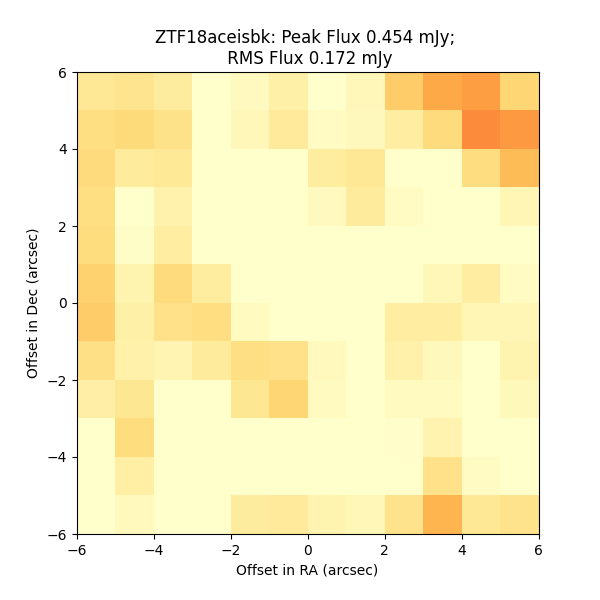 ZTF18aceisbk: Peak Flux 0.454 mJy;
RMS Flux 0.172 mJy
6
4
2
0
−2
−4
−6
Offset in Dec (arcsec)
−6 −4 −2 0 2 4 6
Offset in RA (arcsec)